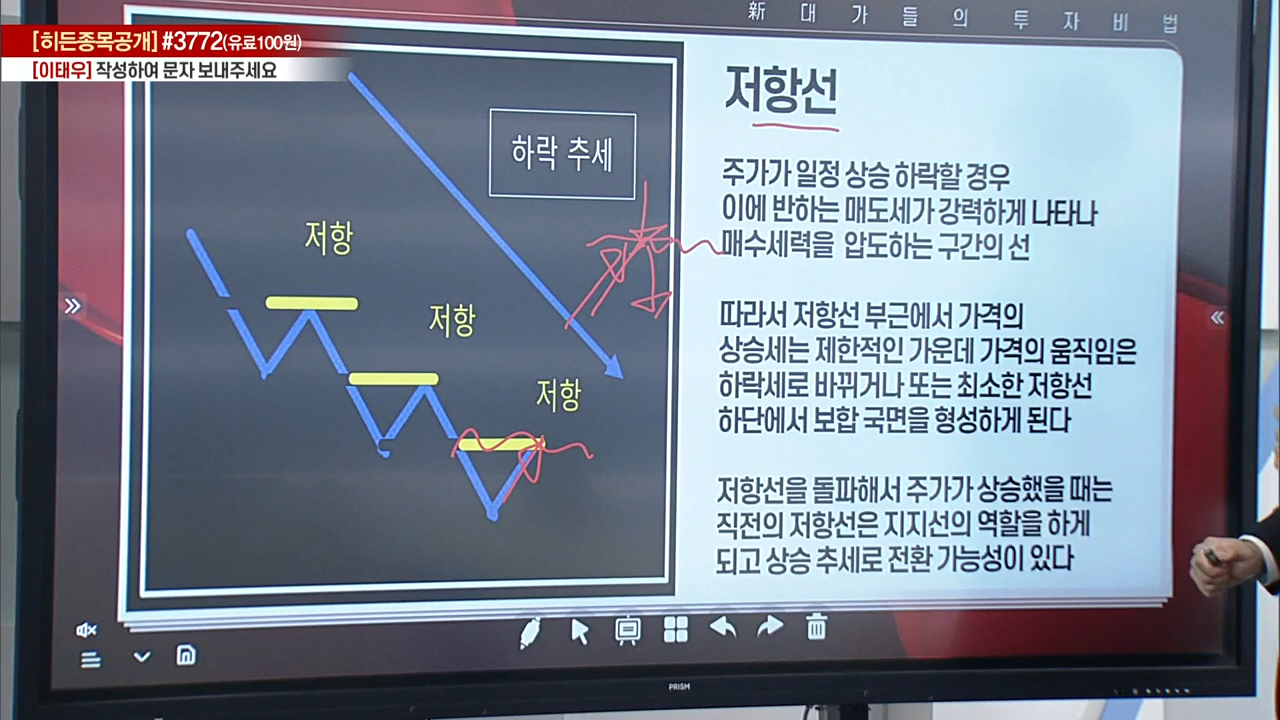 [히든종목공개] #3772(유료100원)
[이태우] 작성하여 문자 보내주세요
新 대 가 들 의 투 자 비 법
저항선
하락 추세
저항
저항
저항
주가가 일정 상승 하락할 경우
이에 반하는 매도세가 강력하게 나타나
매수세력을 압도하는 구간의 선
따라서 저항선 부근에서 가격의
상승세는 제한적인 가운데 가격의 움직임은
하락세로 바뀌거나 또는 최소한 저항선
하단에서 보합 국면을 형성하게 된다
저항선을 돌파해서 주가가 상승했을 때는
직전의 저항선은 지지선의 역할을 하게
되고 상승 추세로 전환 가능성이 있다
PRISM